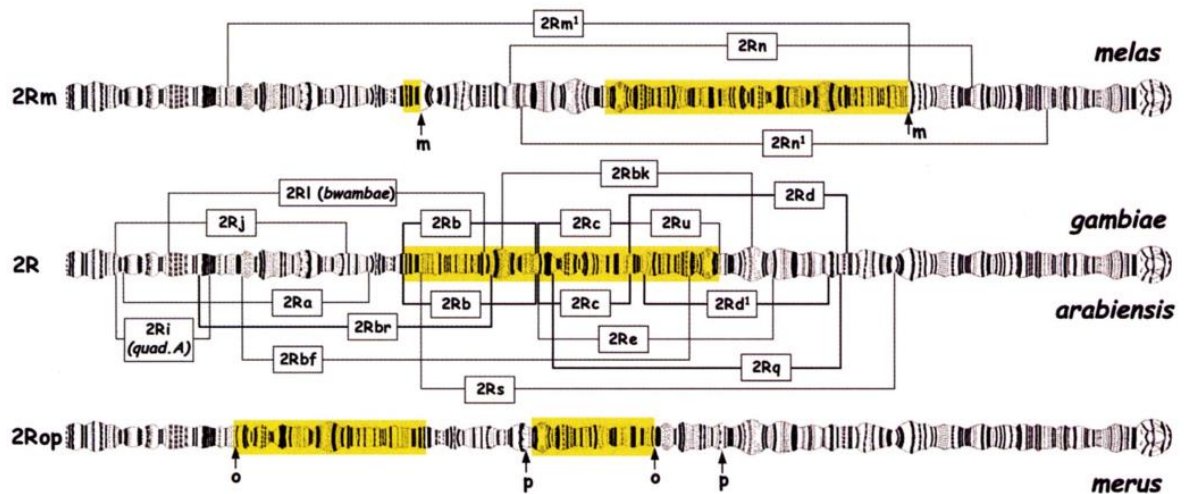 2Rm¹
2Rn
melas
2Rm
m
m
2Rn¹
2Rbk
2Rl (bwambae)
2Rd
2Rj
2Rb
2Rc
2Ru
gambiae
2R
2Ra
2Rb
2Rc
2Rd¹
arabiensis
2Ri
(quad.A)
2Rbr
2Re
2Rbf
2Rq
2Rs
2Rop
o
p
o
p
merus